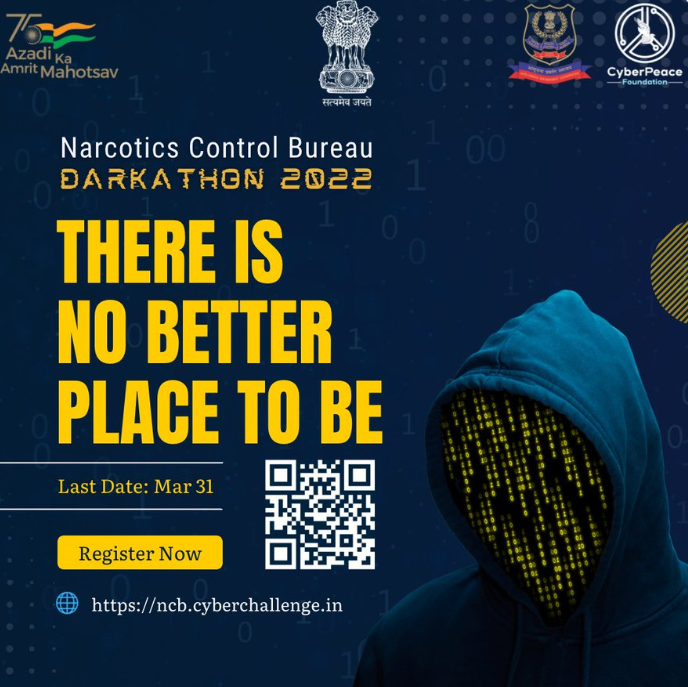 75
Azadi Ka
Amrit Mahotsav
सत्यमेव जयते
CyberPeace
Foundation
Narcotics Control Bureau
DARKATHON 2022
THERE IS
NO BETTER
PLACE TO BE
Last Date: Mar 31
Register Now
https://ncb.cyberchallenge.in